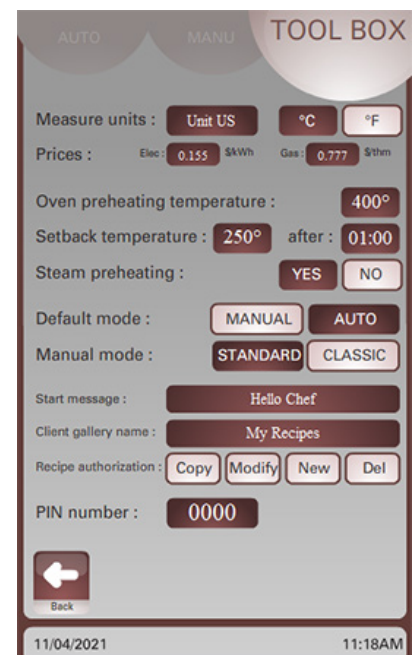 AUTO MANU TOOL BOX
Measure units : Unit US °C °F
Prices : Elec : 0.155 $/kWh Gas : 0.777 $/thm
Oven preheating temperature : 400°
Setback temperature : 250° after : 01:00
Steam preheating : YES NO
Default mode : MANUAL AUTO
Manual mode : STANDARD CLASSIC
Start message : Hello Chef
Client gallery name : My Recipes
Recipe authorization : Copy Modify New Del
PIN number : 0000
Back
11/04/2021 11:18AM